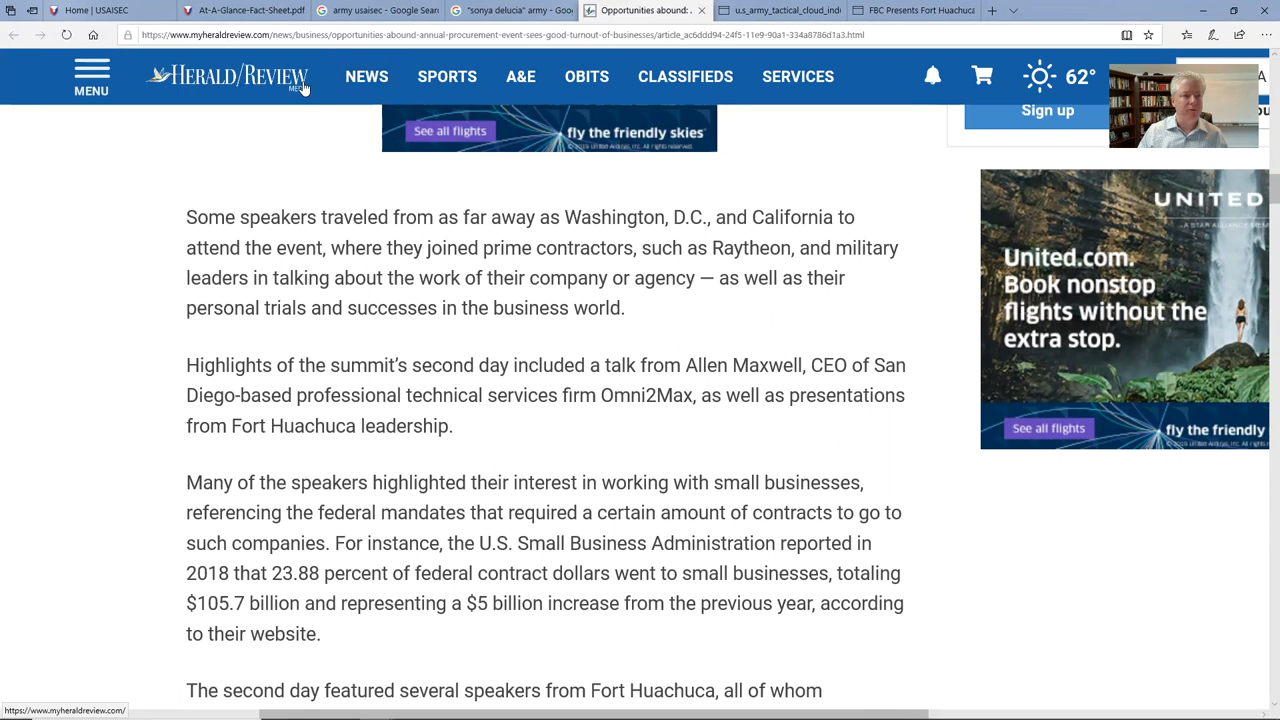 Home | USAISEC
At-A-Glance-Fact-Sheet.pdf
army usaisec - Google Sear
"sonya delucia" army - Goo
Opportunities abound: .
u.s_army_tactical_cloud_ind
FBC Presents Fort Huachuca
https://www.myheraldreview.com/news/business/opportunities-abound-annual-procurement-event-sees-good-turnout-of-businesses/article_ac6ddd94-24f5-11e9-90a1-334a8786d1a3.html
MENU
HERALD/REVIEW
NEWS SPORTS A&E OBITS CLASSIFIEDS SERVICES
62°
Sign up
See all flights
fly the friendly skies
Some speakers traveled from as far away as Washington, D.C., and California to
attend the event, where they joined prime contractors, such as Raytheon, and military
leaders in talking about the work of their company or agency — as well as their
personal trials and successes in the business world.
Highlights of the summit's second day included a talk from Allen Maxwell, CEO of San
Diego-based professional technical services firm Omni2Max, as well as presentations
from Fort Huachuca leadership.
Many of the speakers highlighted their interest in working with small businesses,
referencing the federal mandates that required a certain amount of contracts to go to
such companies. For instance, the U.S. Small Business Administration reported in
2018 that 23.88 percent of federal contract dollars went to small businesses, totaling
$105.7 billion and representing a $5 billion increase from the previous year, according
to their website.
The second day featured several speakers from Fort Huachuca, all of whom
UNITED
A STAR ALLIANCE MEM
United.com.
Book nonstop
flights without the
extra stop.
See all flights
fly the friendly
https://www.myheraldreview.com/